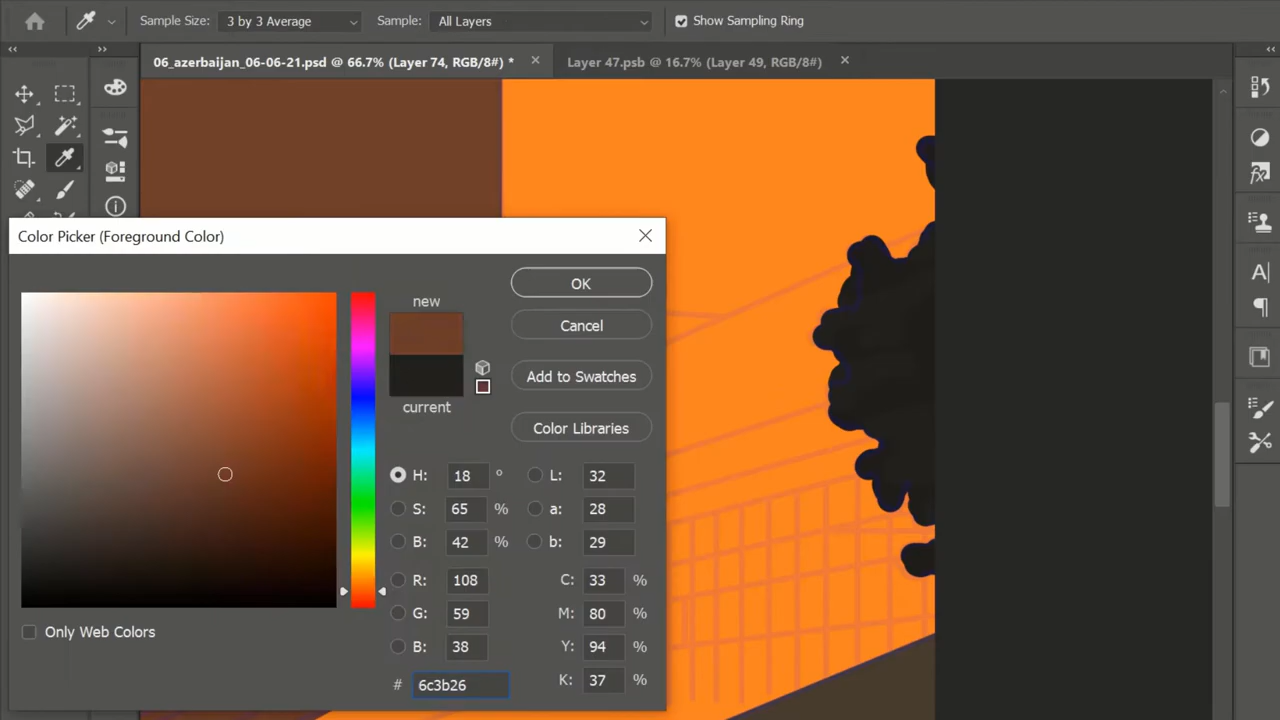 Sample Size: 3 by 3 Average Sample: All Layers Show Sampling Ring
06_azerbaijan_06-06-21.psd @ 66.7% (Layer 74, RGB/8#) * Layer 47.psb @ 16.7% (Layer 49, RGB/8#)
Color Picker (Foreground Color)
new
current
OK
Cancel
Add to Swatches
Color Libraries
H: 18 ° L: 32
S: 65 % a: 28
B: 42 % b: 29
R: 108 C: 33 %
G: 59 M: 80 %
B: 38 Y: 94 %
# 6c3b26 K: 37 %
Only Web Colors